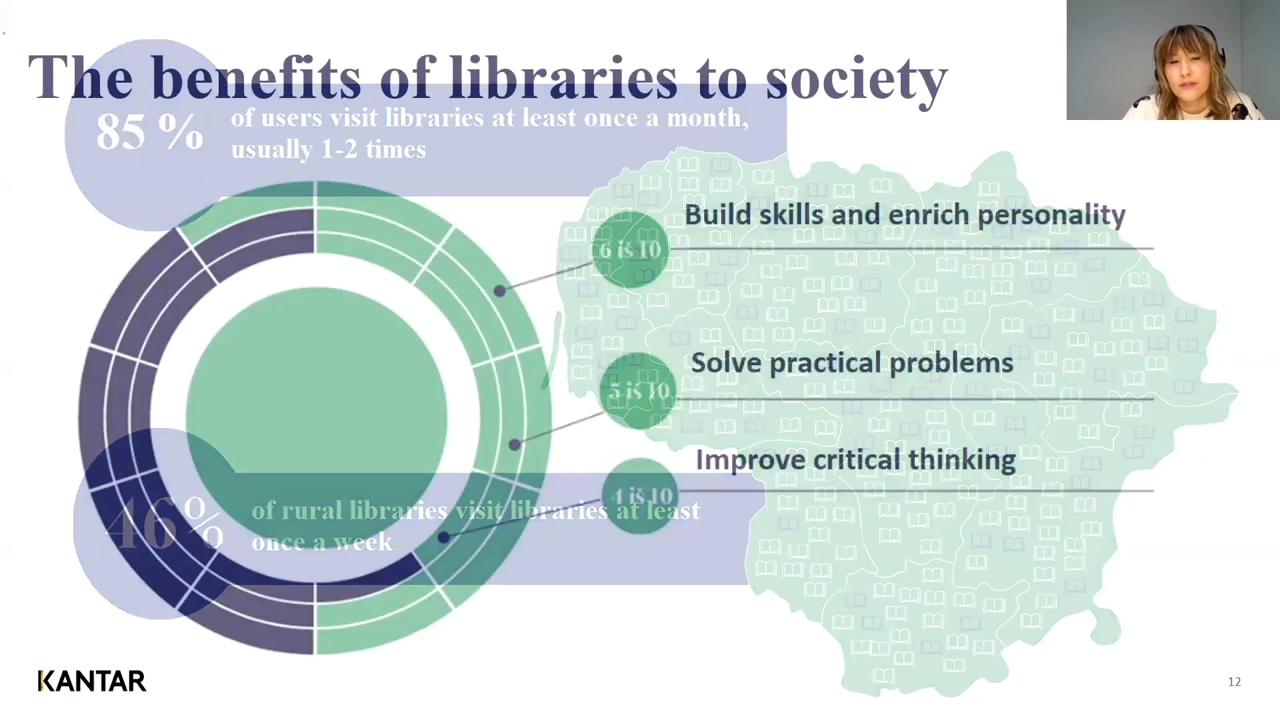 The benefits of libraries to society
85 %
of users visit libraries at least once a month,
usually 1-2 times
6 iš 10
Build skills and enrich personality
5 iš 10
Solve practical problems
4 iš 10
Improve critical thinking
46%
of rural libraries visit libraries at least
once a week
KANTAR
12